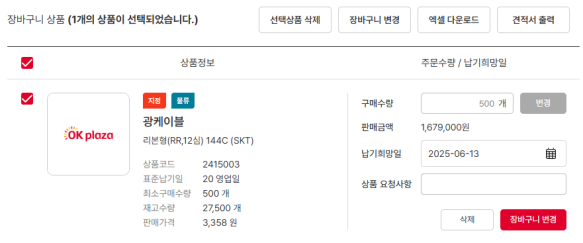 장바구니 상품 (1개의 상품이 선택되었습니다.)
선택상품 삭제
장바구니 변경
엑셀 다운로드
견적서 출력
상품정보
주문수량 / 납기희망일
OK plaza
지정 물류
광케이블
리본형(RR,12심) 144C (SKT)
상품코드 2415003
표준납기일 20 영업일
최소구매수량 500 개
재고수량 27,500 개
판매가격 3,358 원
구매수량 500 개 변경
판매금액 1,679,000원
납기희망일 2025-06-13
상품 요청사항
삭제
장바구니 변경